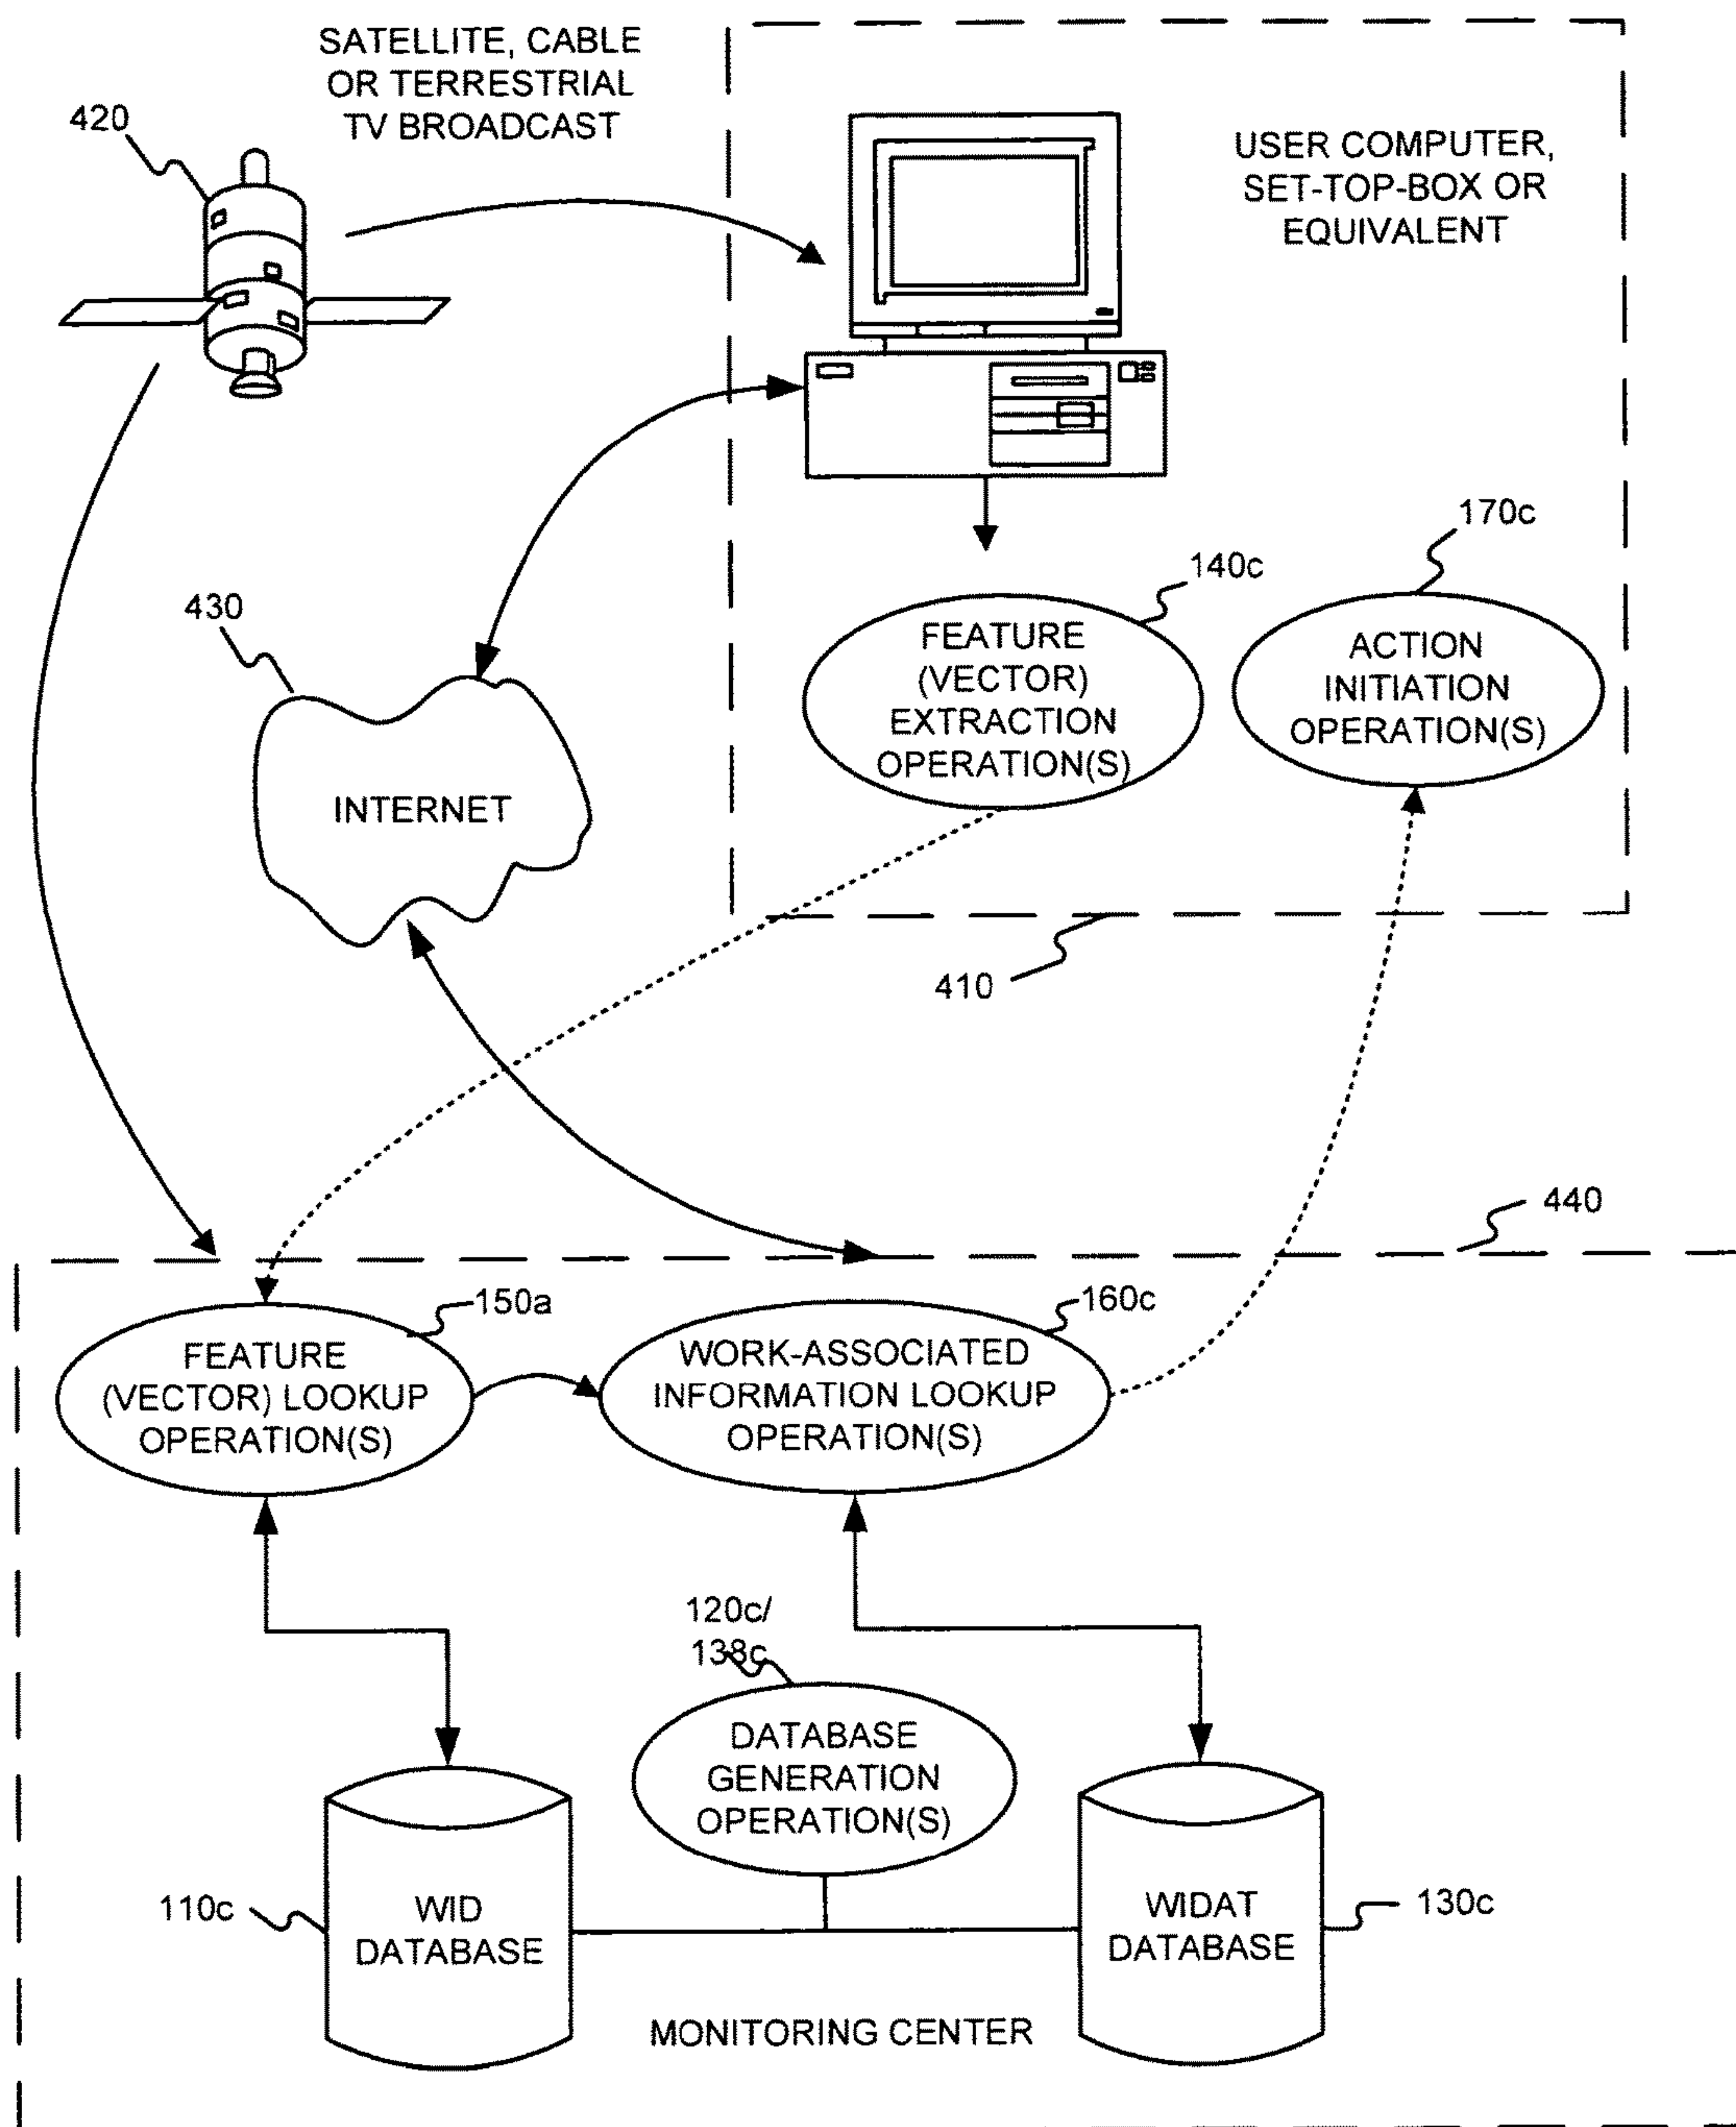 SATELLITE, CABLE
OR TERRESTRIAL
TV BROADCAST
420
USER COMPUTER,
SET-TOP-BOX OR
EQUIVALENT
170c
140c
430
FEATURE
(VECTOR)
EXTRACTION
OPERATION(S)
ACTION
INITIATION
OPERATION(S)
INTERNET
410
440
150a
160c
FEATURE
(VECTOR) LOOKUP
OPERATION(S)
WORK-ASSOCIATED
INFORMATION LOOKUP
OPERATION(S)
120c/
138c
DATABASE
GENERATION
OPERATION(S)
110c
WID
DATABASE
WIDAT
DATABASE
130c
MONITORING CENTER